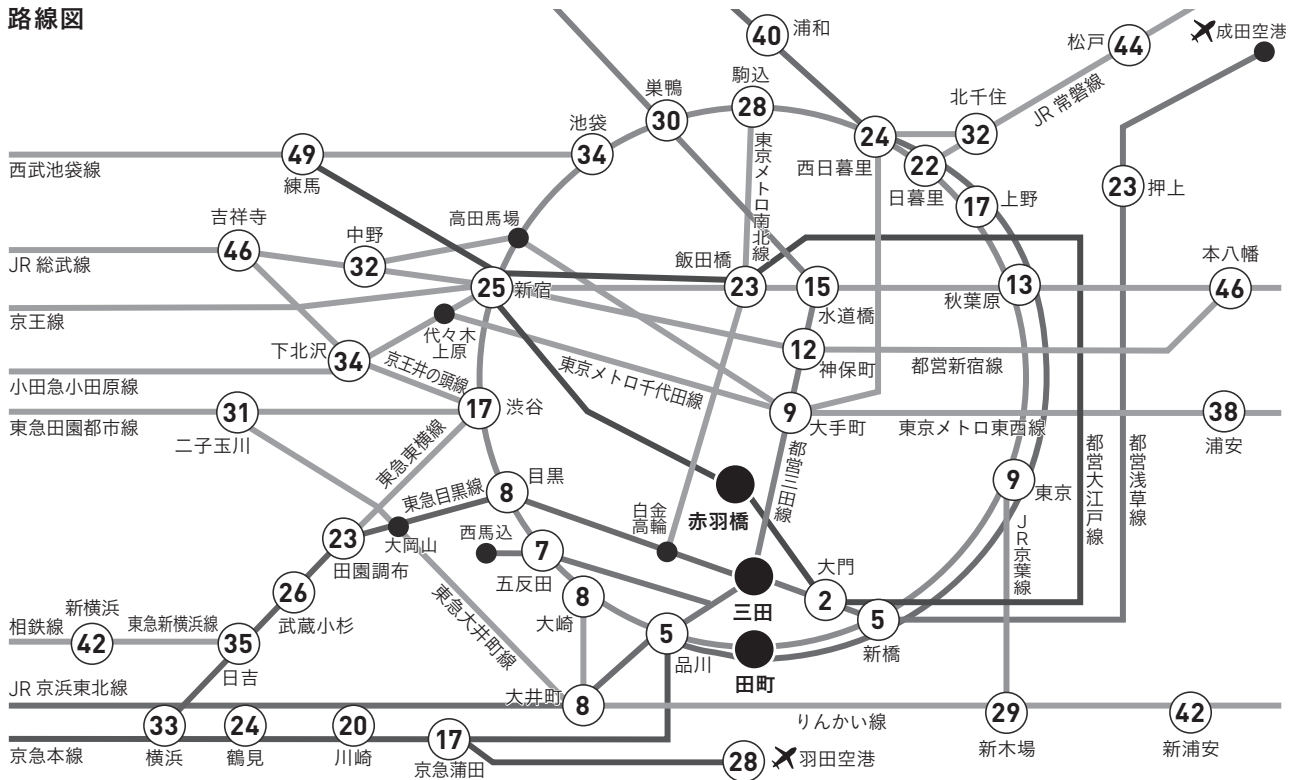 路線図
40
浦和
松戸
44
成田空港
巣鴨
30
駒込
28
池袋
34
24
西日暮里
北千住
32
JR 常磐線
22
日暮里
49
練馬
西武池袋線
東京メトロ南北線
17
上野
23
押上
吉祥寺
46
中野
32
高田馬場
JR 総武線
飯田橋
23
15
水道橋
13
秋葉原
本八幡
46
25
新宿
京王線
代々木
上原
12
神保町
都営新宿線
下北沢
34
京王井の頭線
東京メトロ千代田線
小田急小田原線
31
二子玉川
東急田園都市線
17
渋谷
9
大手町
東京メトロ東西線
38
浦安
東急東横線
都営三田線
都営大江戸線
都営浅草線
東急目黒線
8
目黒
赤羽橋
9
東京
JR京葉線
23
田園調布
大岡山
西馬込
7
五反田
白金
高輪
三田
大門
2
26
武蔵小杉
東急大井町線
8
大崎
5
品川
田町
5
新橋
相鉄線
新横浜
42
東急新横浜線
35
日吉
JR 京浜東北線
大井町
8
りんかい線
29
新木場
42
新浦安
京急本線
33
横浜
24
鶴見
20
川崎
17
京急蒲田
28
羽田空港